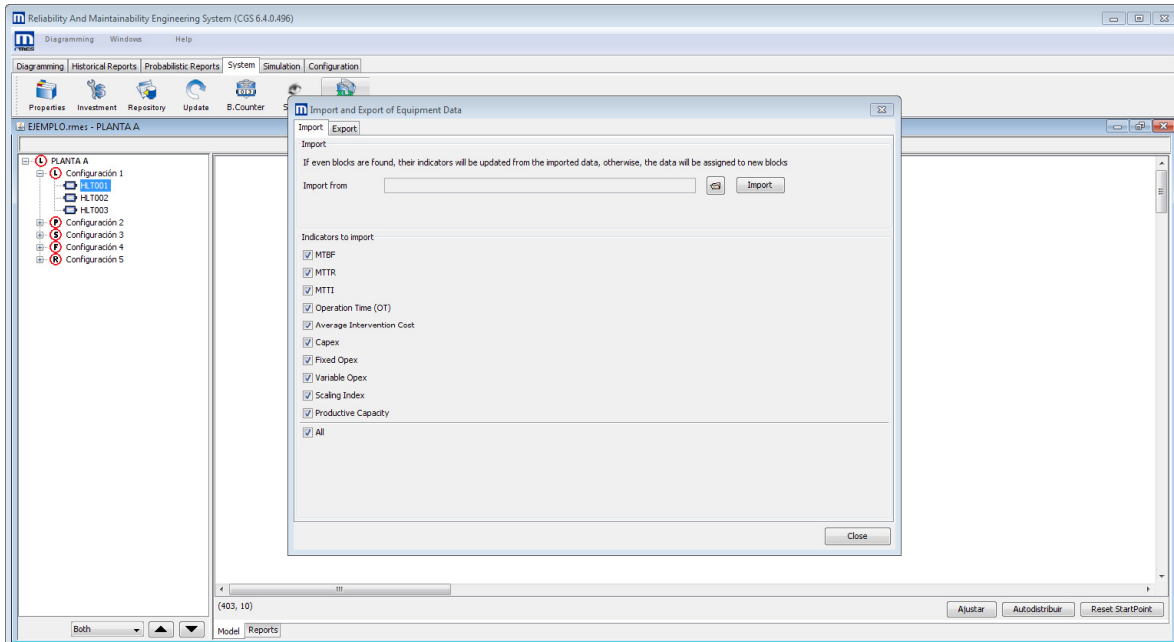 Reliability And Maintainability Engineering System (CGS 6.4.0.496)
Diagramming Windows Help
Diagramming Historical Reports Probabilistic Reports System Simulation Configuration
Properties Investment Repository Update B.Counter
EJEMPLO.rmes - PLANTA A
PLANTA A
Configuración 1
HLT001
HLT002
HLT003
Configuración 2
Configuración 3
Configuración 4
Configuración 5
Import and Export of Equipment Data
Import Export
Import
If even blocks are found, their indicators will be updated from the imported data, otherwise, the data will be assigned to new blocks
Import from Import
Indicators to import
MTBF
MTTR
MTTI
Operation Time (OT)
Average Intervention Cost
Capex
Fixed Opex
Variable Opex
Scaling Index
Productive Capacity
All
Close
(403, 10)
Ajustar Autodistribuir Reset StartPoint
Both
Model Reports